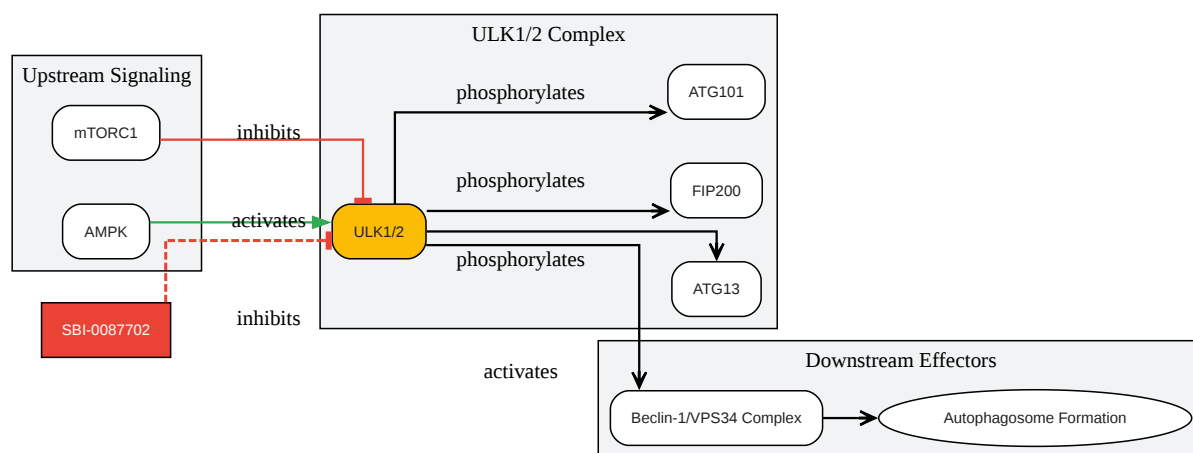 ULK1/2 Complex
Upstream Signaling
phosphorylates
ATG101
mTORC1
inhibits
phosphorylates
FIP200
AMPK
activates
ULK1/2
phosphorylates
ATG13
SBI-0087702
inhibits
Downstream Effectors
activates
Beclin-1/VPS34 Complex
Autophagosome Formation